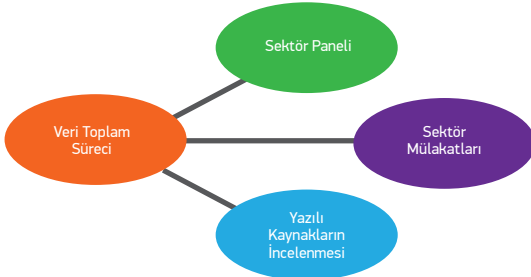 Sektör Paneli
Veri Toplam
Süreci
Sektör
Mülakatları
Yazılı
Kaynakların
İncelenmesi